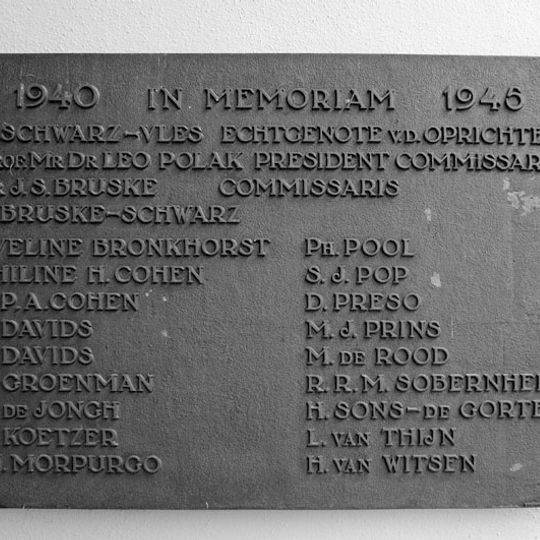 1940 IN MEMORIAM 1945
SCHWARZ-VLES ECHTGENOTE V.D. OPRICHTE
ROF. MR DR LEO POLAK PRESIDENT COMMISSAR
R J.S. BRUSKE COMMISSARIS
BRUSKE-SCHWARZ
VELINE BRONKHORST PH. POOL
HILINE H. COHEN S. J. POP
P. A. COHEN D. PRESO
DAVIDS M. J. PRINS
DAVIDS M. DE ROOD
GROENMAN R. R. M. SOBERNHEI
DE JONGH H. SONS-DE GORTE
KOETZER L. VAN THIJN
MORPURGO H. VAN WITSEN